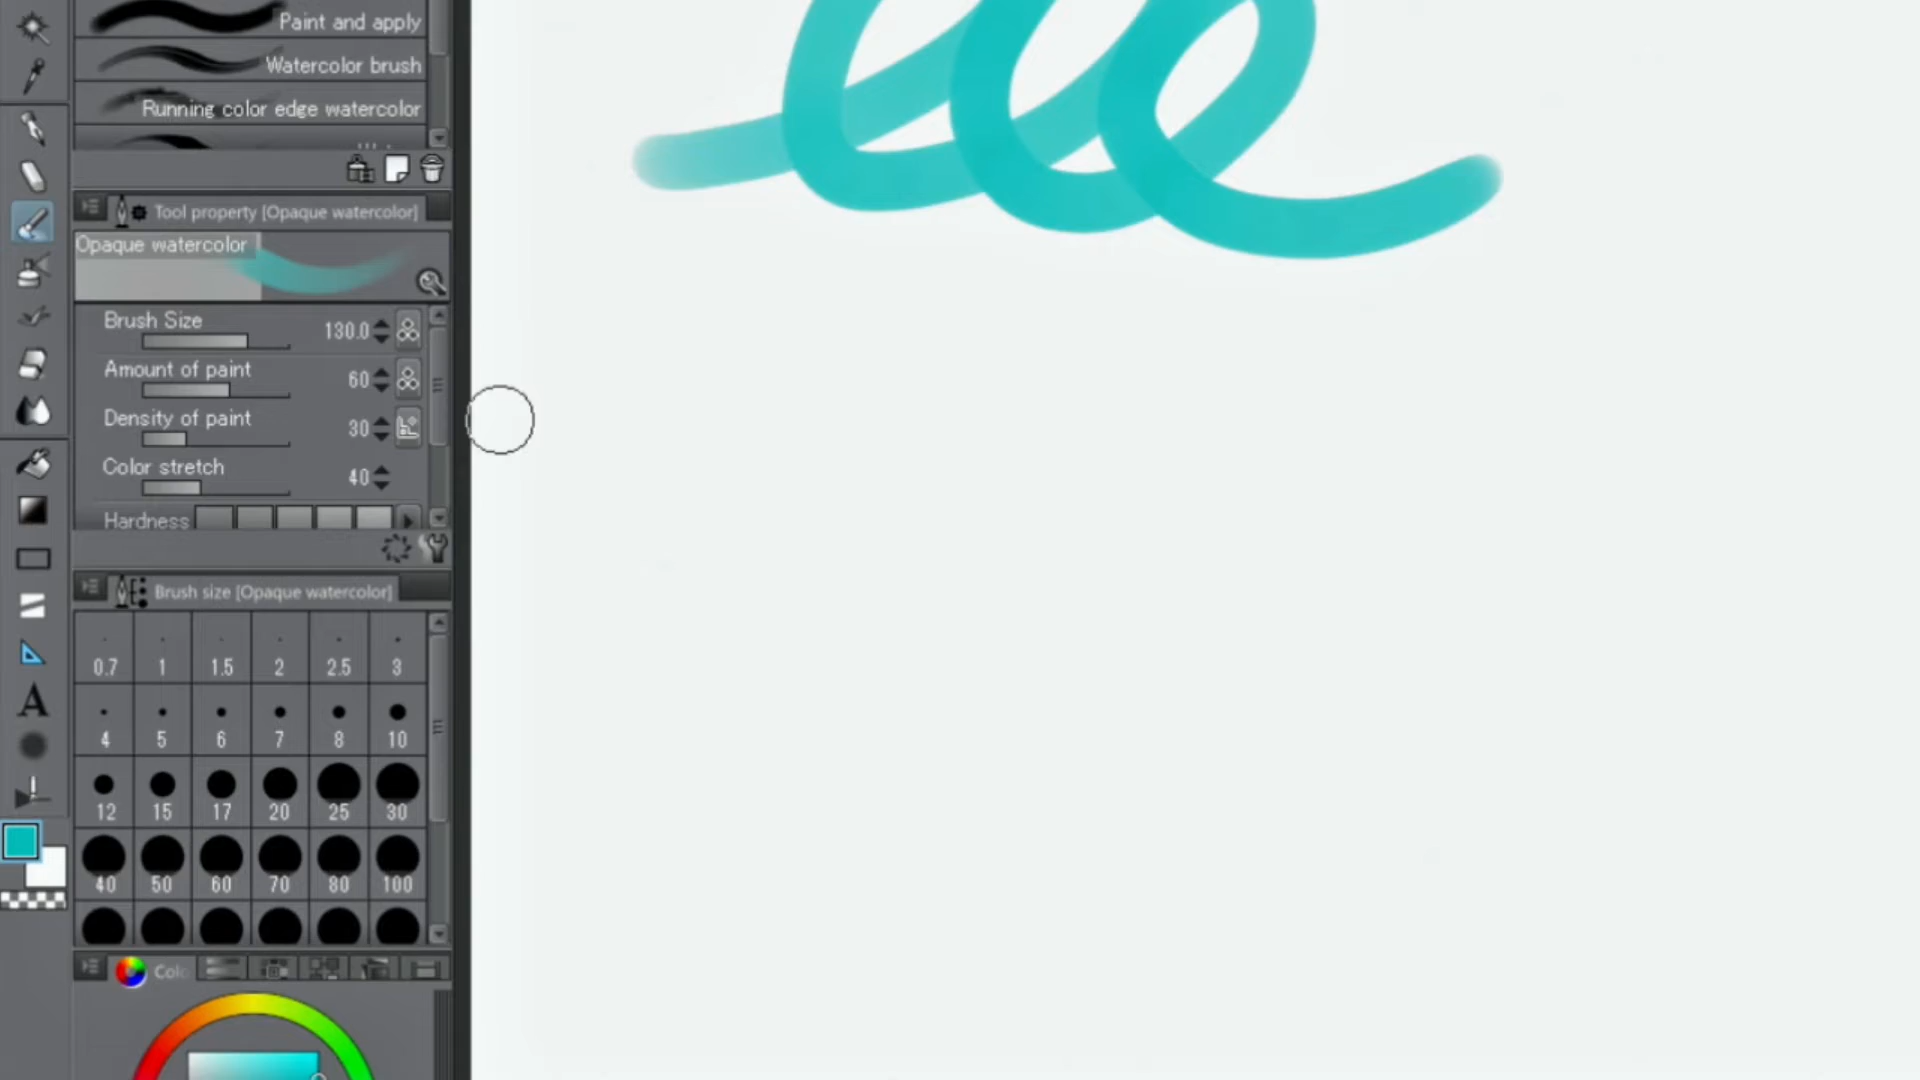 Paint and apply
Watercolor brush
Running color edge watercolor
Tool property [Opaque watercolor]
Opaque watercolor
Brush Size 130.0
Amount of paint 60
Density of paint 30
Color stretch 40
Hardness
Brush size [Opaque watercolor]
0.7 1 1.5 2 2.5 3
4 5 6 7 8 10
12 15 17 20 25 30
40 50 60 70 80 100
A